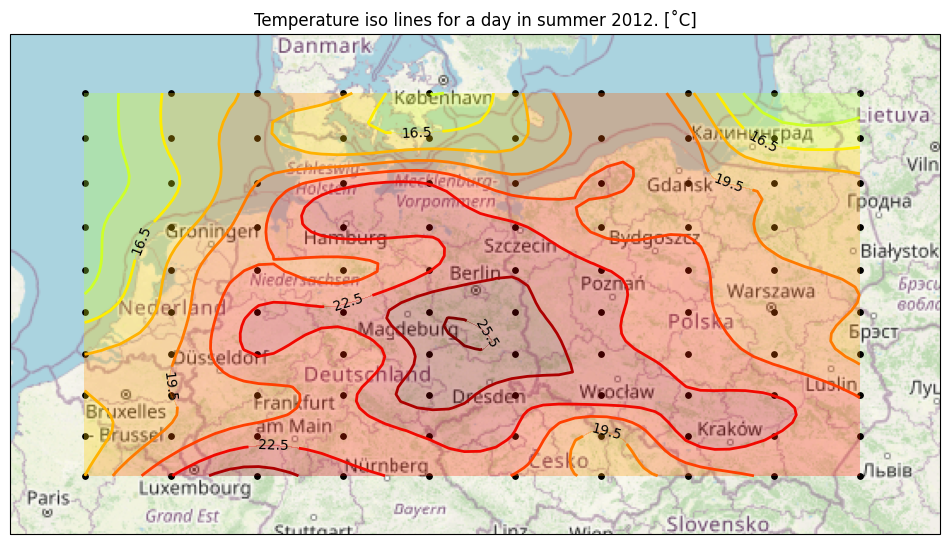 Temperature iso lines for a day in summer 2012. [˚C]
Danmark
København
16.5
Калининград
16.5
Lietuva
Viln
Schleswig-
Holstein
Mecklenburg-
Vorpommern
19.5
Gdańsk
Гродна
Groningen
16.5
Hamburg
Szczecin
Bydgoszcz
Białystok
Berlin
Niedersachsen
Poznań
Warszawa
Брэсі
вобла
Nederland
22.5
Magdeburg
25.5
Polska
Брэст
Düsseldorf
Deutschland
19.5
Dresden
Wrocław
Lublin
Луц
Bruxelles
- Brussel
Frankfurt
am Main
19.5
Kraków
22.5
Nürnberg
Česko
Львів
Paris
Luxembourg
Grand Est
Bayern
Stuttgart
Linz
Wien
Slovensko